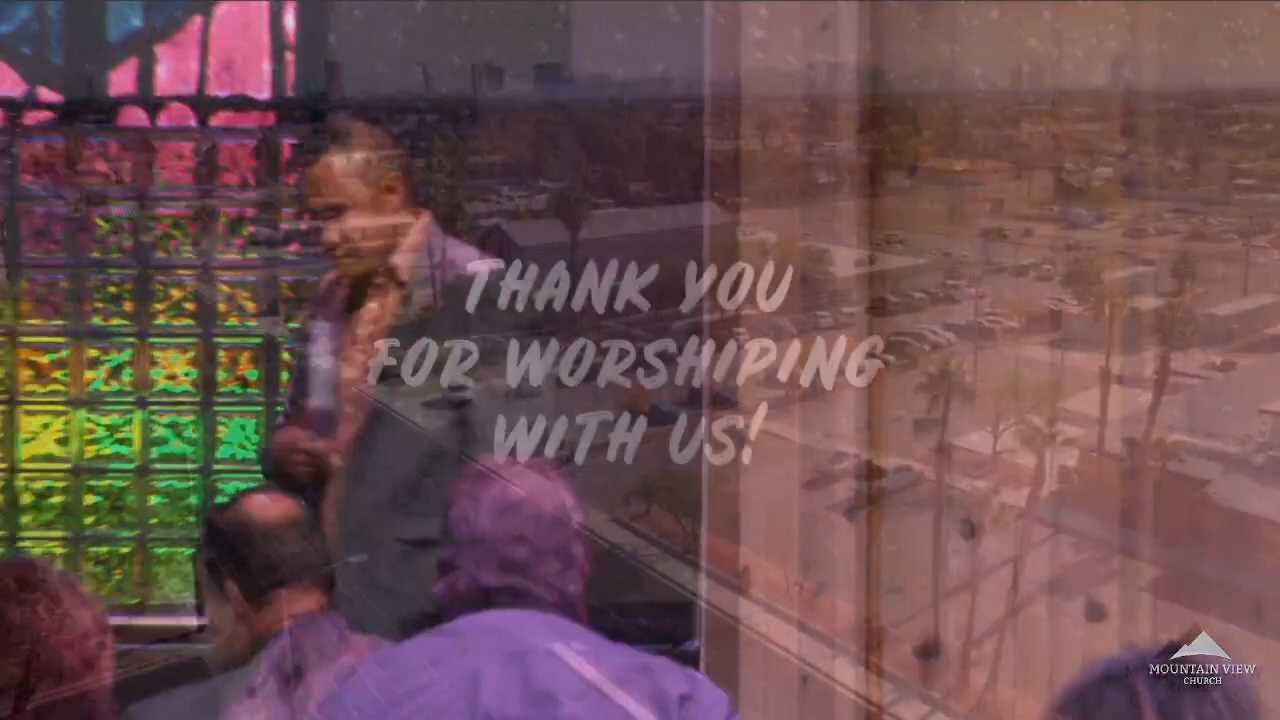 THANK YOU
FOR WORSHIPING
WITH US!
MOUNTAIN VIEW
CHURCH